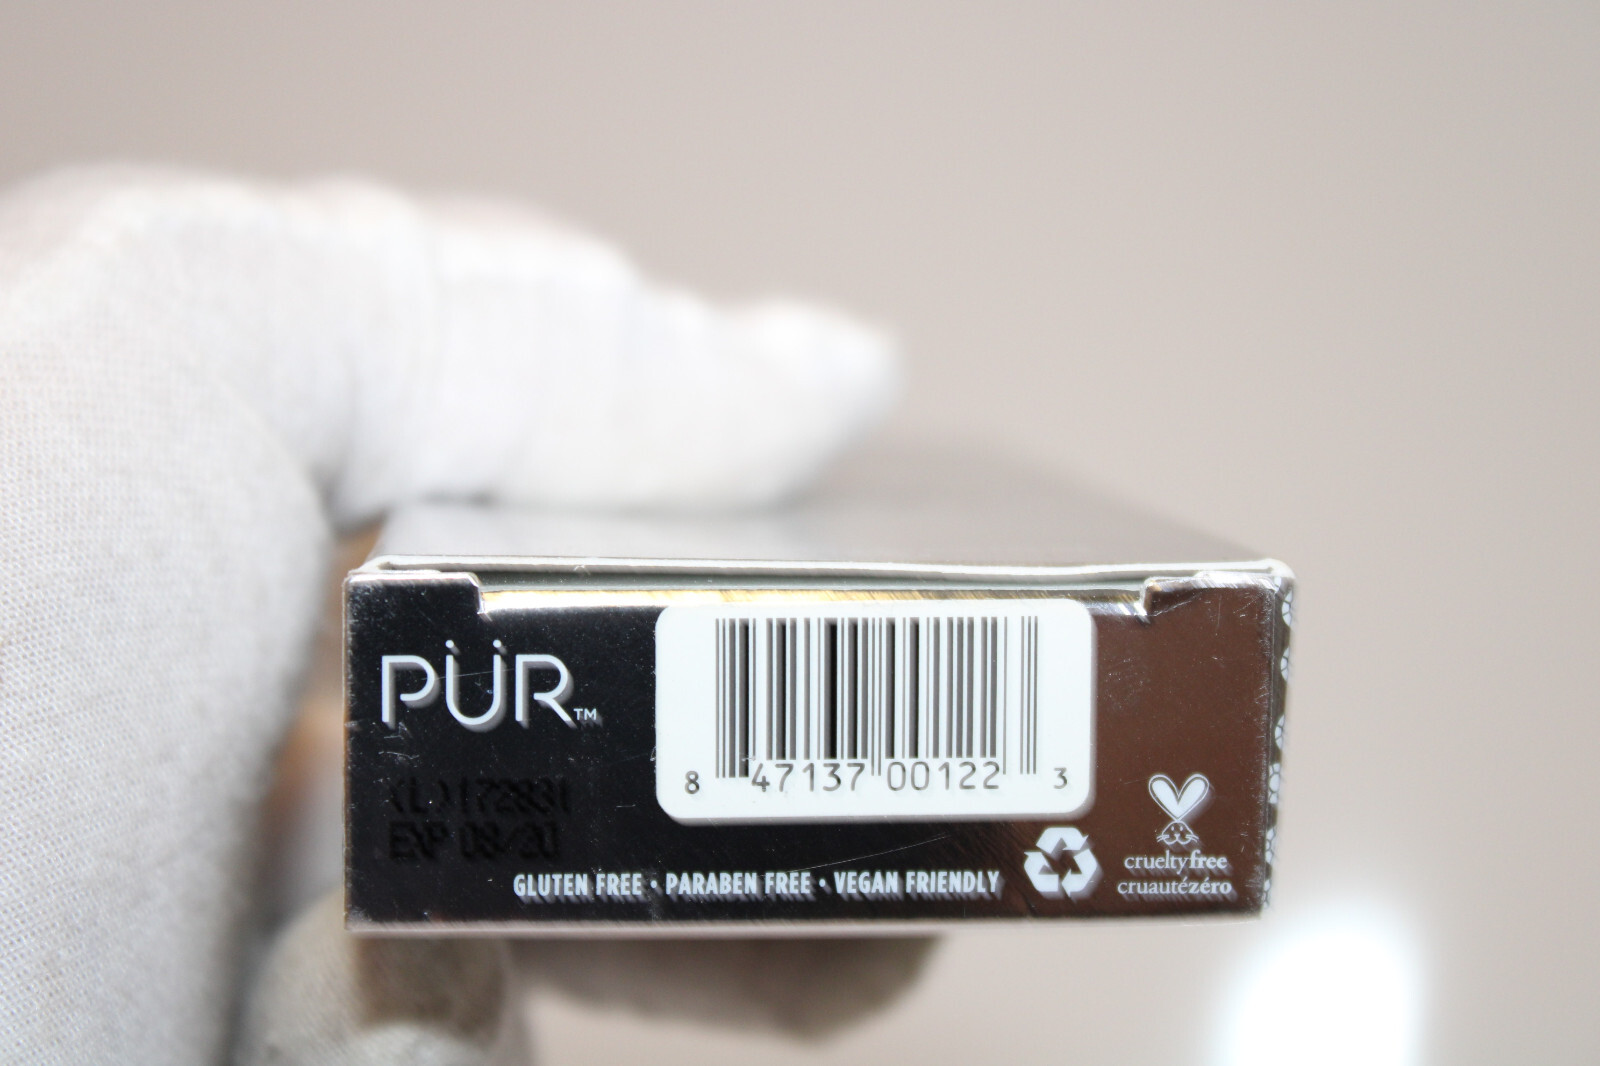 PÜR™
8 47137 00122 3
EXP 08/20
GLUTEN FREE • PARABEN FREE • VEGAN FRIENDLY
crueltyfree
cruautézéro